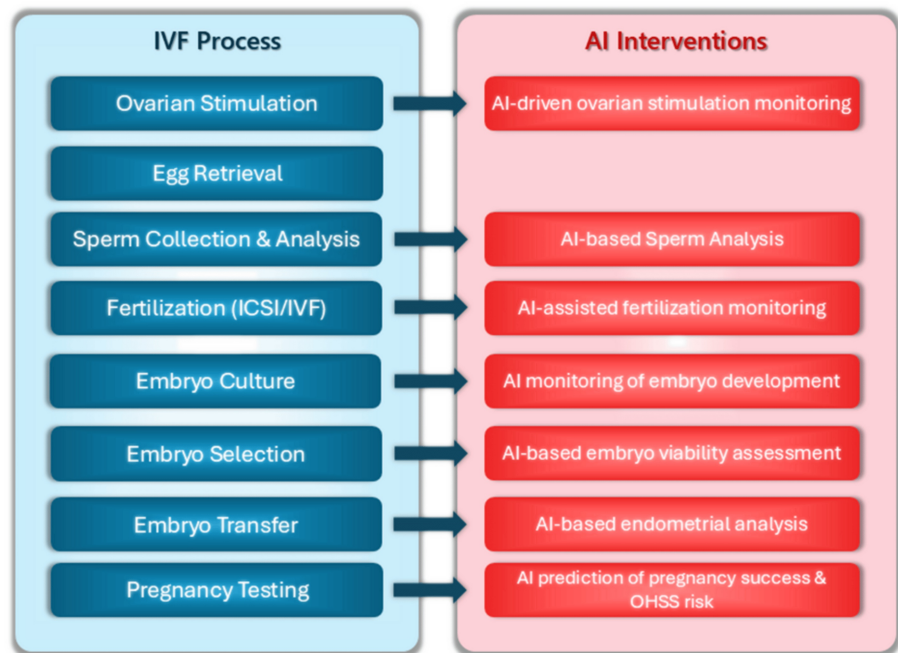 IVF Process
AI Interventions
Ovarian Stimulation
AI-driven ovarian stimulation monitoring
Egg Retrieval
Sperm Collection & Analysis
AI-based Sperm Analysis
Fertilization (ICSI/IVF)
AI-assisted fertilization monitoring
Embryo Culture
AI monitoring of embryo development
Embryo Selection
AI-based embryo viability assessment
Embryo Transfer
AI-based endometrial analysis
Pregnancy Testing
AI prediction of pregnancy success &
OHSS risk